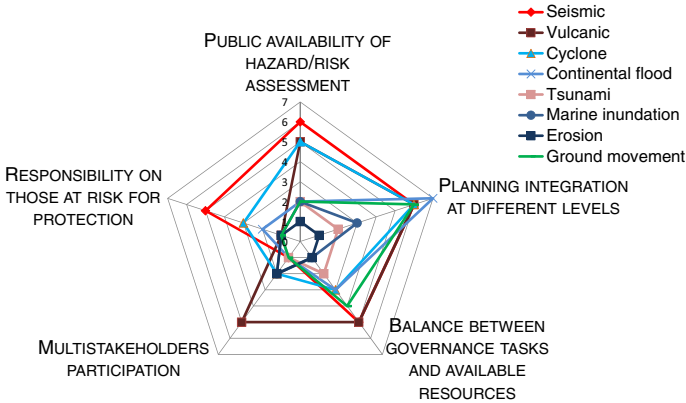 Seismic
Vulcanic
Cyclone
Continental flood
Tsunami
Marine inundation
Erosion
Ground movement
PUBLIC AVAILABILITY OF
HAZARD/RISK
ASSESSMENT
7
6
5
4
3
2
1
0
RESPONSIBILITY ON
THOSE AT RISK FOR
PROTECTION
PLANNING INTEGRATION
AT DIFFERENT LEVELS
MULTISTAKEHOLDERS
PARTICIPATION
BALANCE BETWEEN
GOVERNANCE TASKS
AND AVAILABLE
RESOURCES